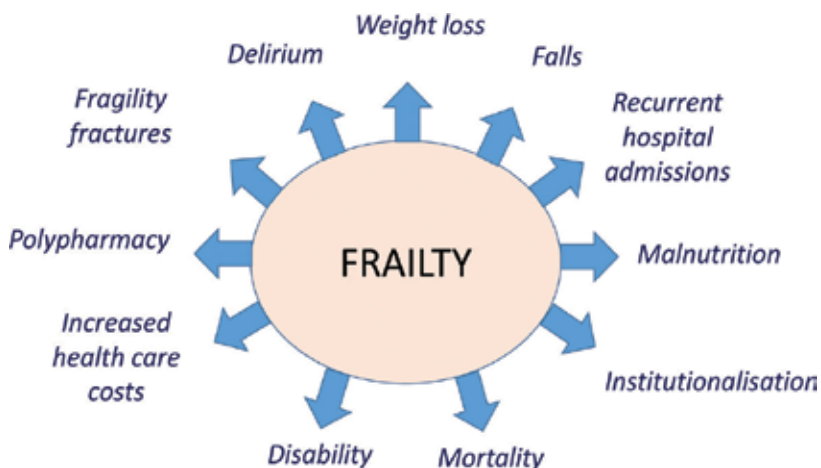 Weight loss
Delirium
Falls
Fragility
fractures
Recurrent
hospital
admissions
Polypharmacy
FRAILTY
Malnutrition
Increased
health care
costs
Institutionalisation
Disability
Mortality